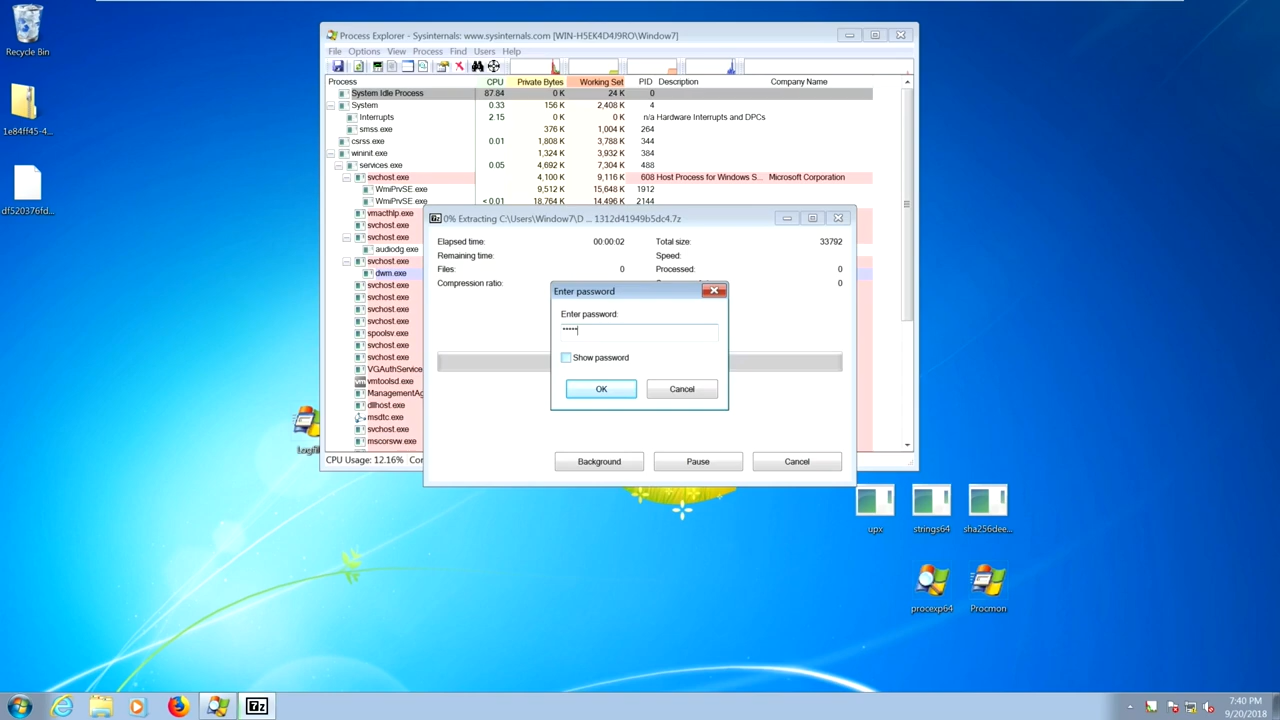 Recycle Bin
1e84ff45-4...
df520376fd...
Process Explorer - Sysinternals: www.sysinternals.com [WIN-H5EK4D4J9RO\Window7]
File Options View Process Find Users Help
Process CPU Private Bytes Working Set PID Description Company Name
System Idle Process 87.84 0 K 24 K 0
System 0.33 156 K 2,408 K 4
Interrupts 2.15 0 K 0 K n/a Hardware Interrupts and DPCs
smss.exe 376 K 1,004 K 264
csrss.exe 0.01 1,808 K 3,788 K 344
wininit.exe 1,324 K 3,932 K 384
services.exe 0.05 4,692 K 7,304 K 488
svchost.exe 4,100 K 9,116 K 608 Host Process for Windows S... Microsoft Corporation
WmiPrvSE.exe 9,512 K 15,648 K 1912
WmiPrvSE.exe < 0.01 18,764 K 14,496 K 2144
vmacthlp.exe
svchost.exe
svchost.exe
audiodg.exe
svchost.exe
dwm.exe
svchost.exe
svchost.exe
svchost.exe
svchost.exe
spoolsv.exe
svchost.exe
svchost.exe
VGAuthService
vmtoolsd.exe
ManagementAg
dllhost.exe
msdtc.exe
svchost.exe
mscorsvw.exe
CPU Usage: 12.16%
7z 0% Extracting C:\Users\Window7\D ... 1312d41949b5dc4.7z
Elapsed time: 00:00:02 Total size: 33792
Remaining time: Speed:
Files: 0 Processed: 0
Compression ratio: 0
Enter password
Enter password:
*****
Show password
OK Cancel
Background Pause Cancel
upx strings64 sha256dee...
procexp64 Procmon
7z
7:40 PM
9/20/2018